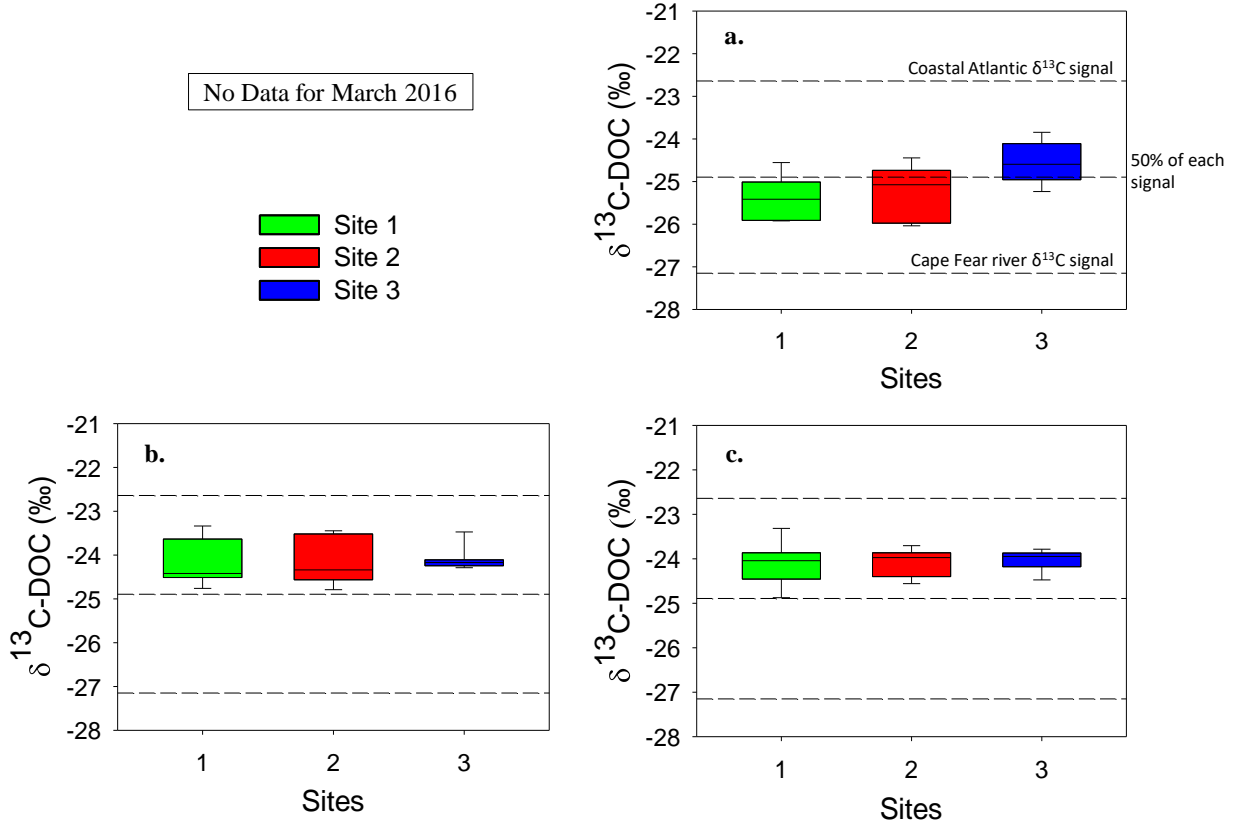 No Data for March 2016
Site 1
Site 2
Site 3
a.
δ13C-DOC (‰)
-21
-22
-23
-24
-25
-26
-27
-28
Coastal Atlantic δ13C signal
50% of each
signal
Cape Fear river δ13C signal
1 2 3
Sites
b.
δ13C-DOC (‰)
-21
-22
-23
-24
-25
-26
-27
-28
1 2 3
Sites
c.
δ13C-DOC (‰)
-21
-22
-23
-24
-25
-26
-27
-28
1 2 3
Sites